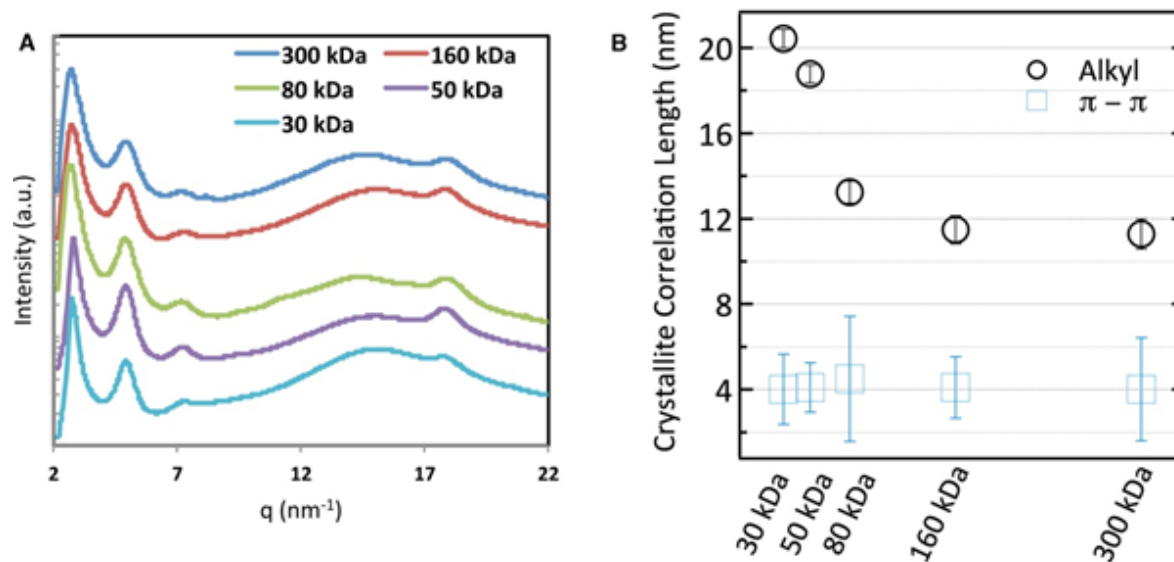 A
300 kDa 160 kDa
80 kDa 50 kDa
30 kDa
Intensity (a.u.)
2 7 12 17 22
q (nm⁻¹)
B
Crystallite Correlation Length (nm)
20
16
12
8
4
Alkyl
π – π
30 kDa
50 kDa
80 kDa
160 kDa
300 kDa